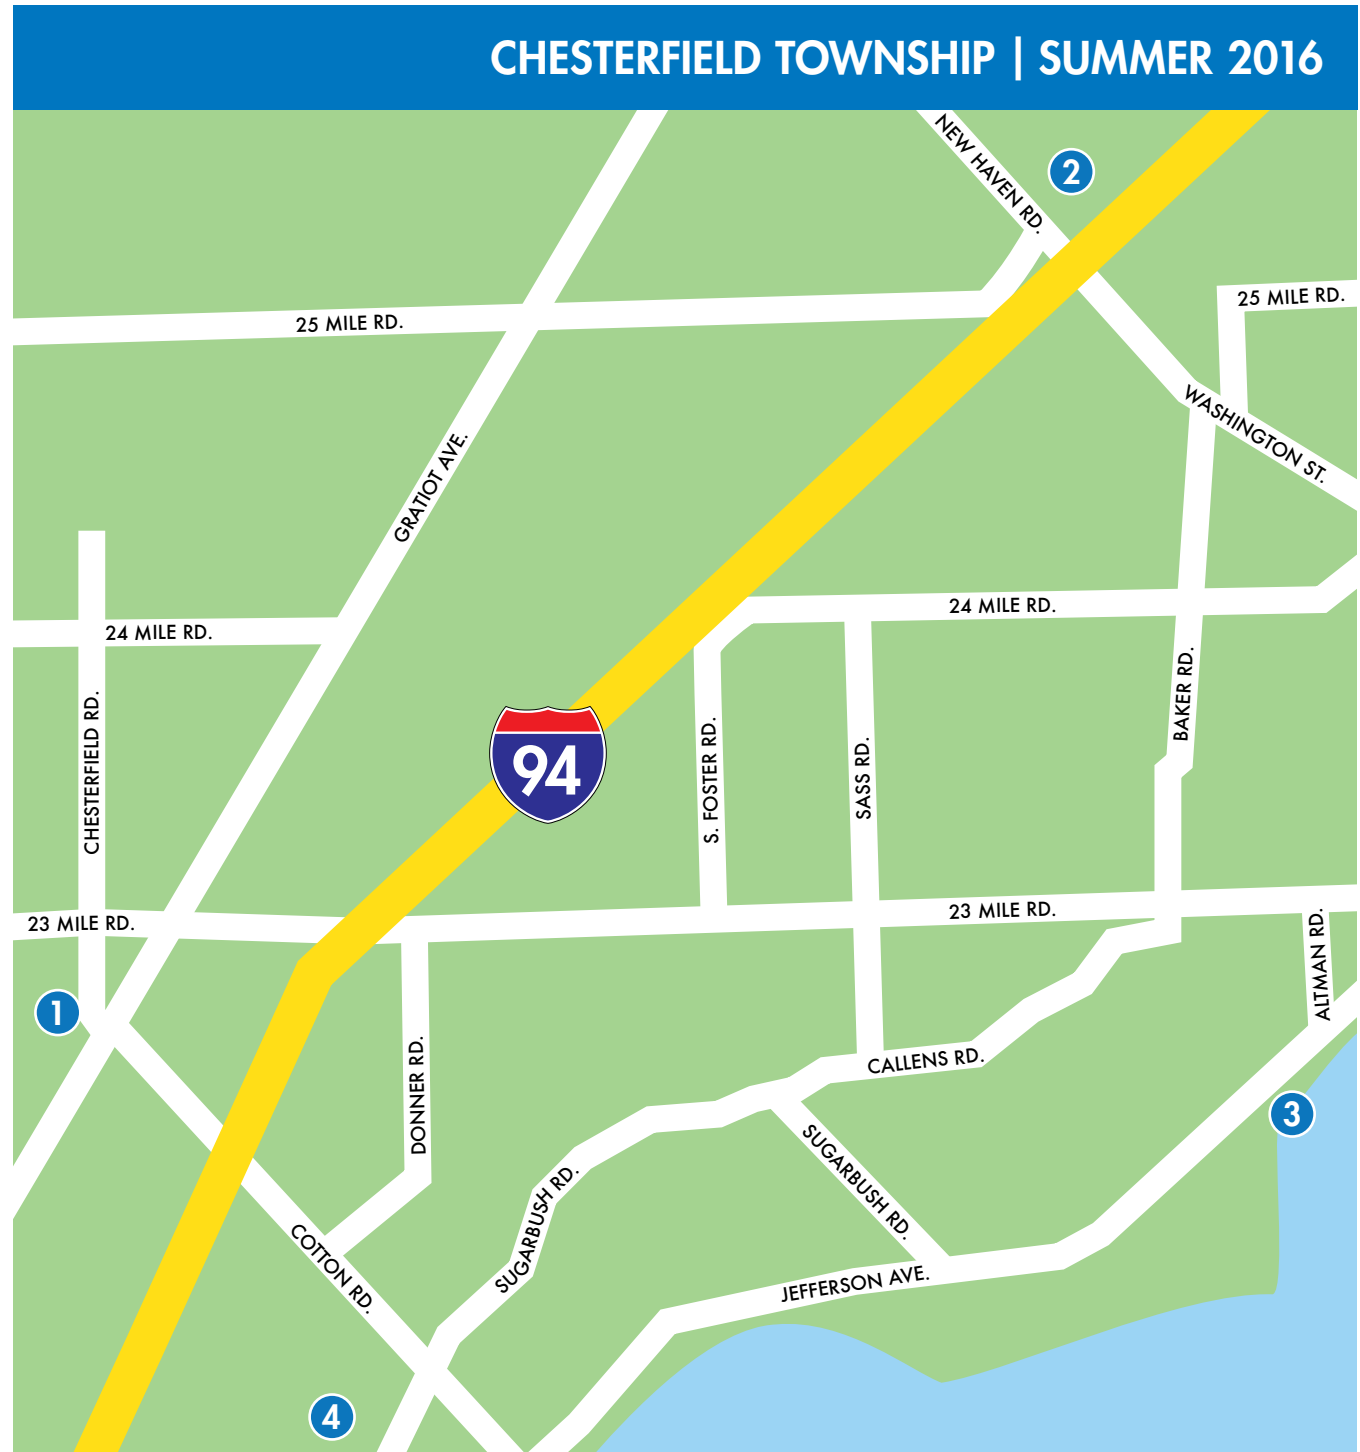 CHESTERFIELD TOWNSHIP | SUMMER 2016
NEW HAVEN RD.
2
25 MILE RD.
25 MILE RD.
WASHINGTON ST.
GRATIOT AVE.
24 MILE RD.
24 MILE RD.
CHESTERFIELD RD.
BAKER RD.
94
S. FOSTER RD.
SASS RD.
23 MILE RD.
23 MILE RD.
ALTMAN RD.
1
DONNER RD.
CALLENS RD.
3
SUGARBUSH RD.
SUGARBUSH RD.
COTTON RD.
JEFFERSON AVE.
4